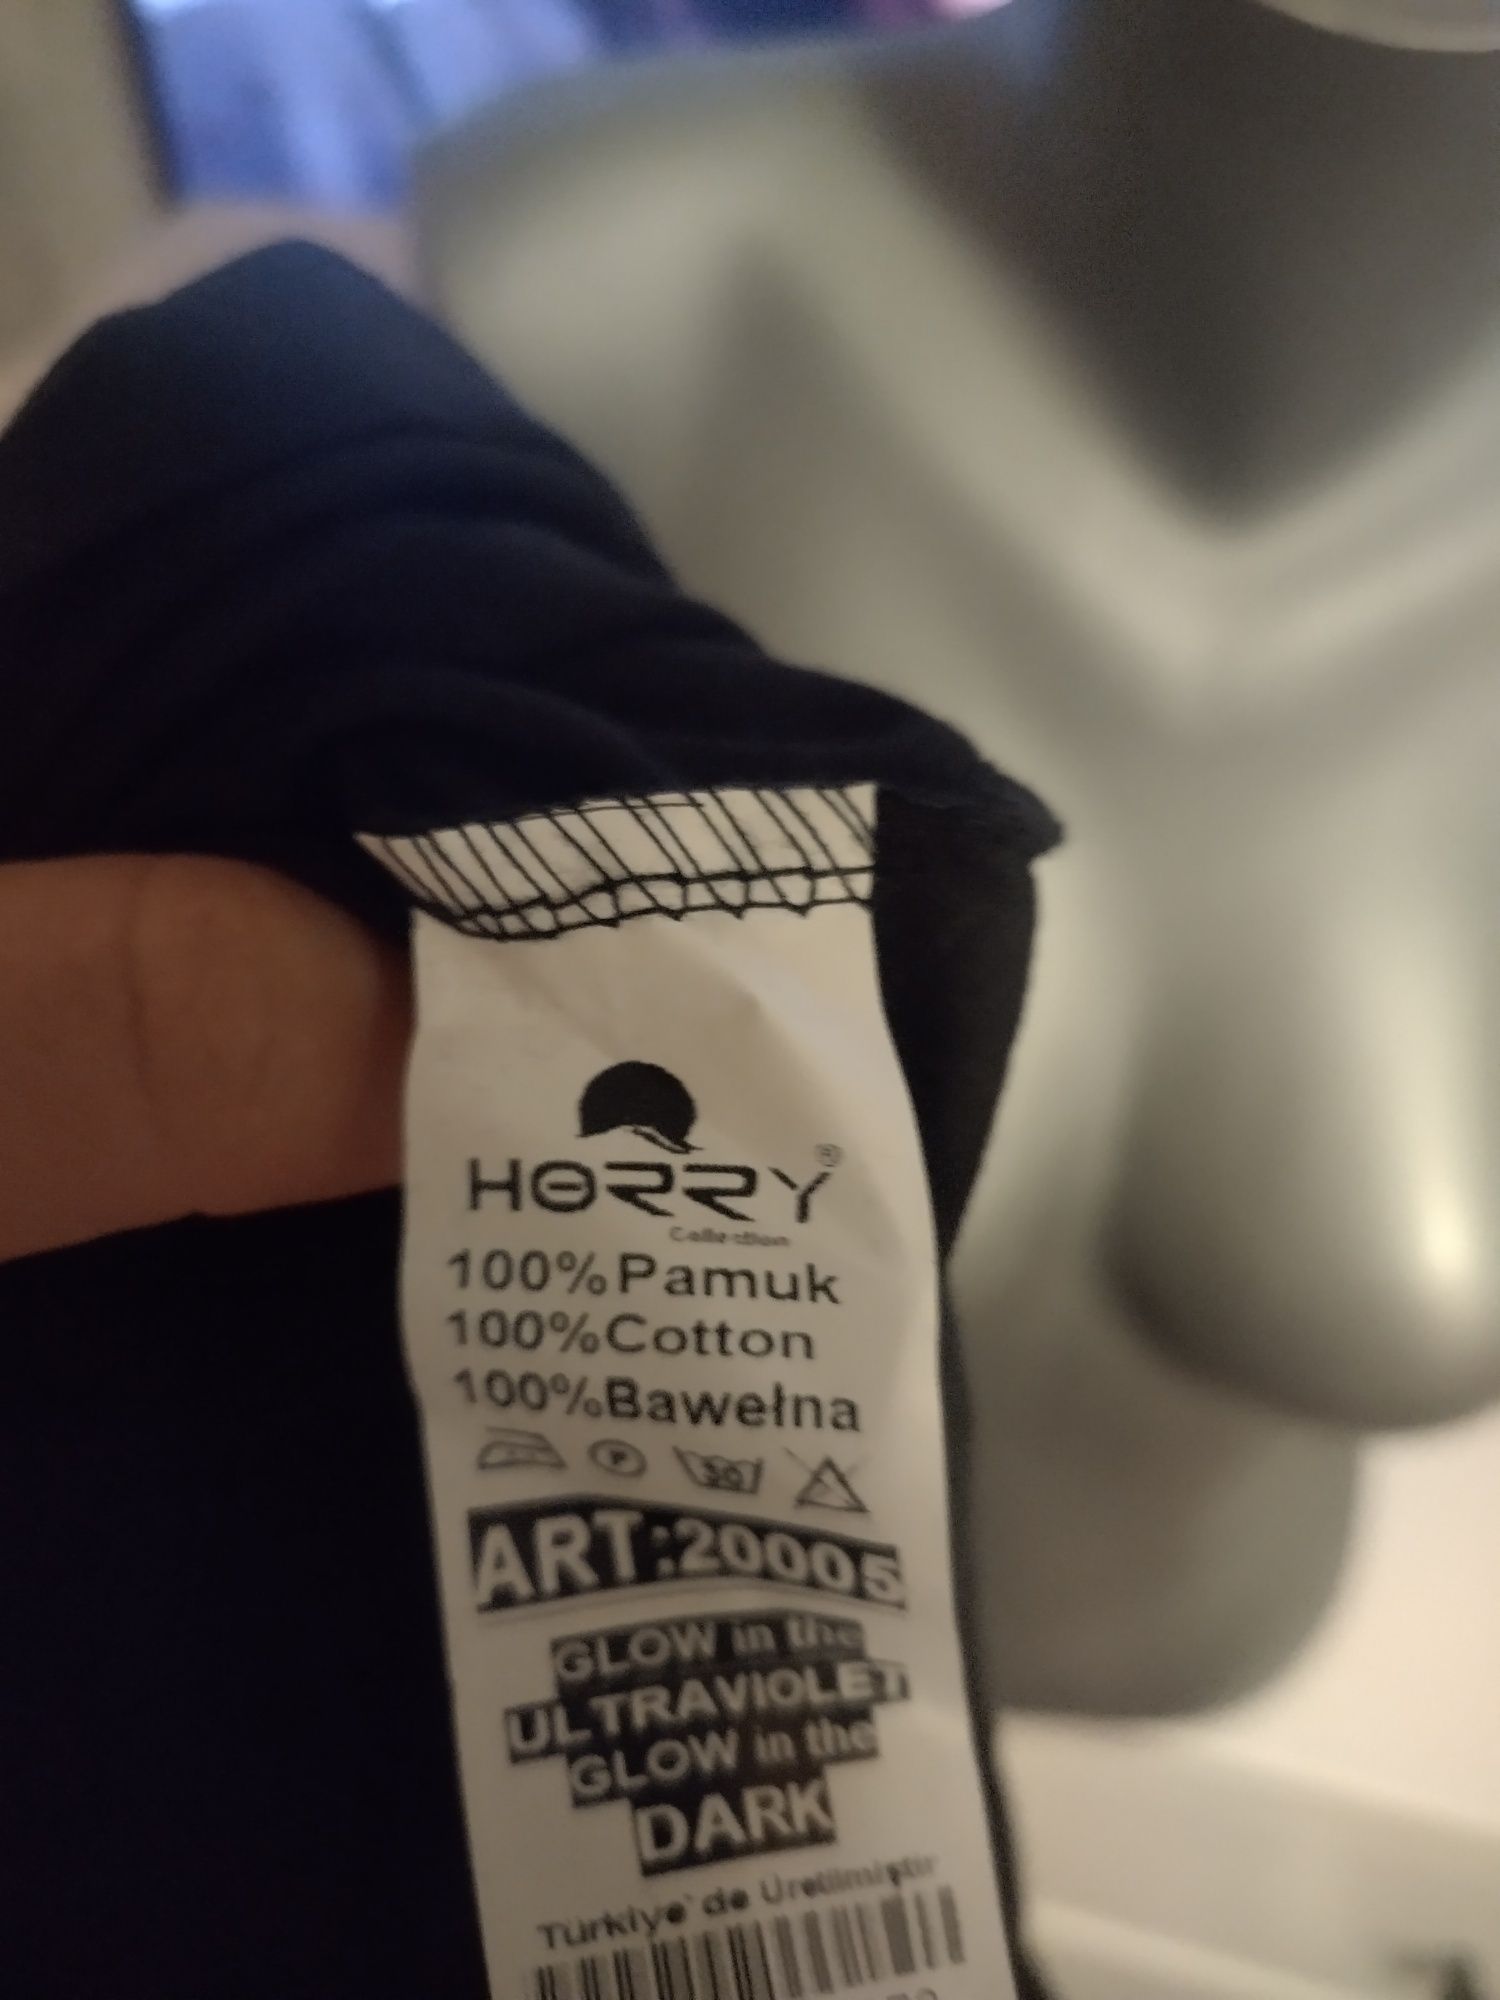 HORRY®
Collection
100%Pamuk
100%Cotton
100%Bawełna
P 30
ART:20005
GLOW in the
ULTRAVIOLET
GLOW in the
DARK
Türkiye'de Üretilmiştir